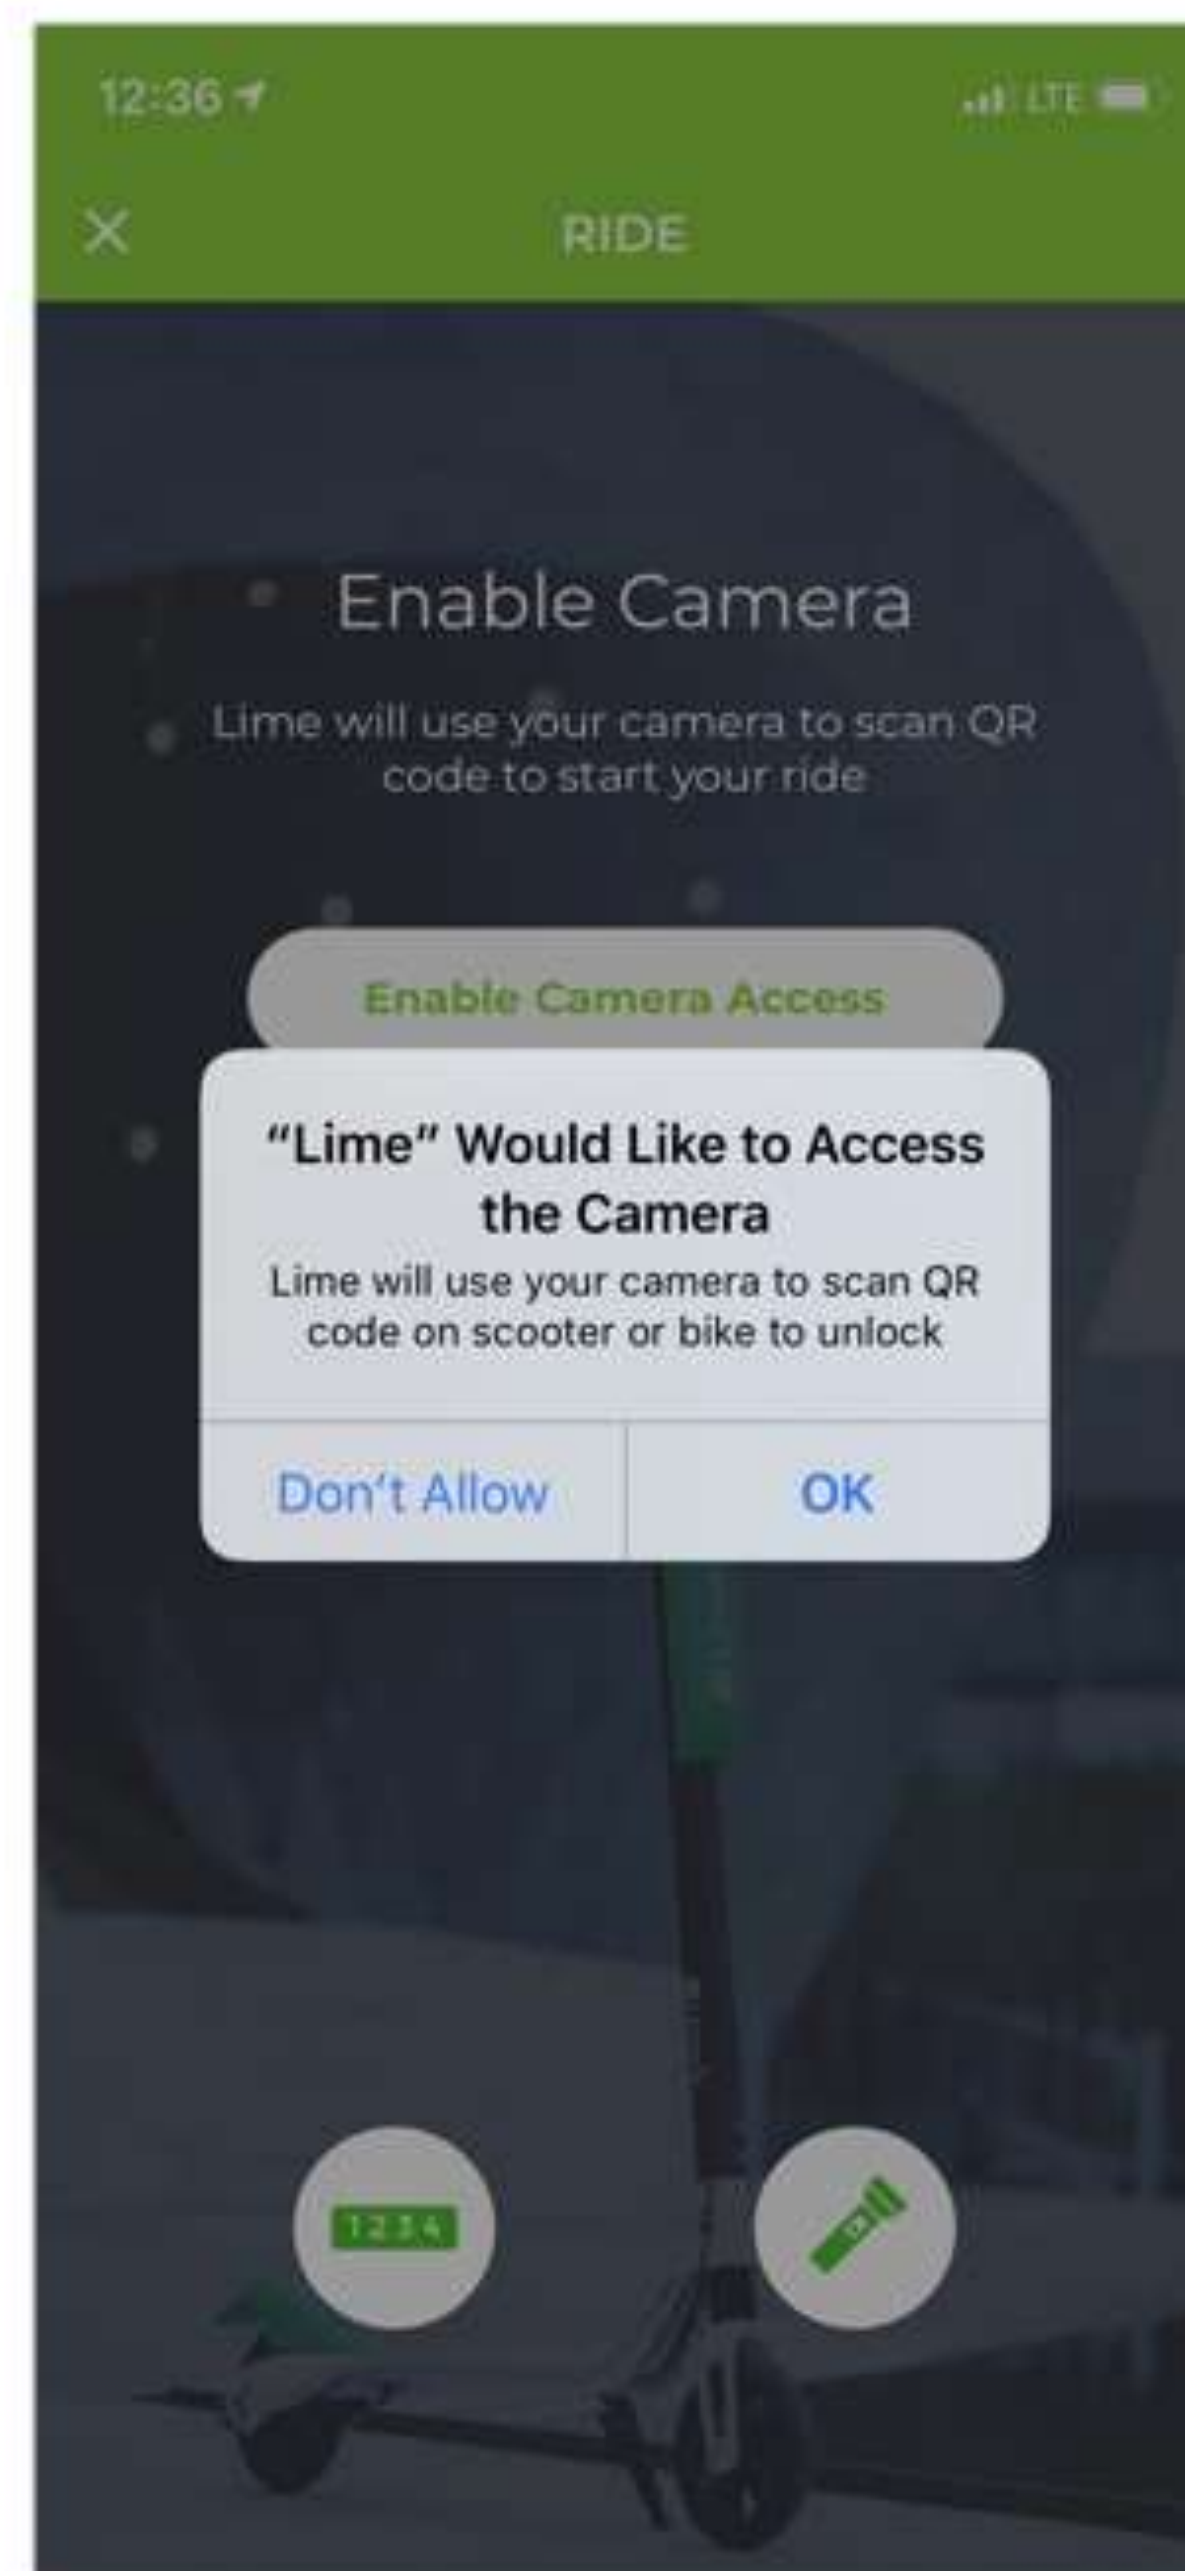 12:36
LTE
RIDE
Enable Camera
Lime will use your camera to scan QR
code to start your ride
Enable Camera Access
“Lime” Would Like to Access
the Camera
Lime will use your camera to scan QR
code on scooter or bike to unlock
Don’t Allow
OK
1234